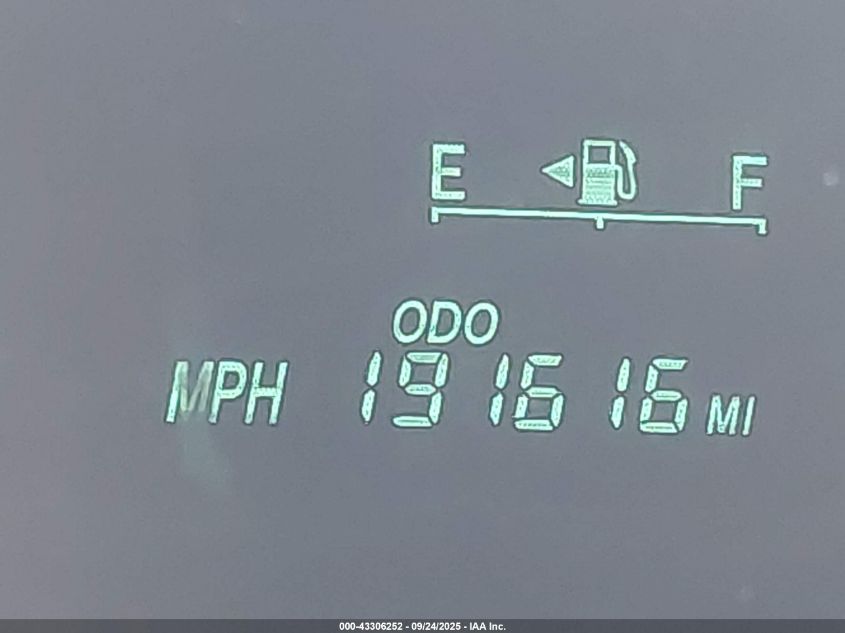 E F
ODO
MPH 191616 MI
000-43306252 - 09/24/2025 - IAA Inc.